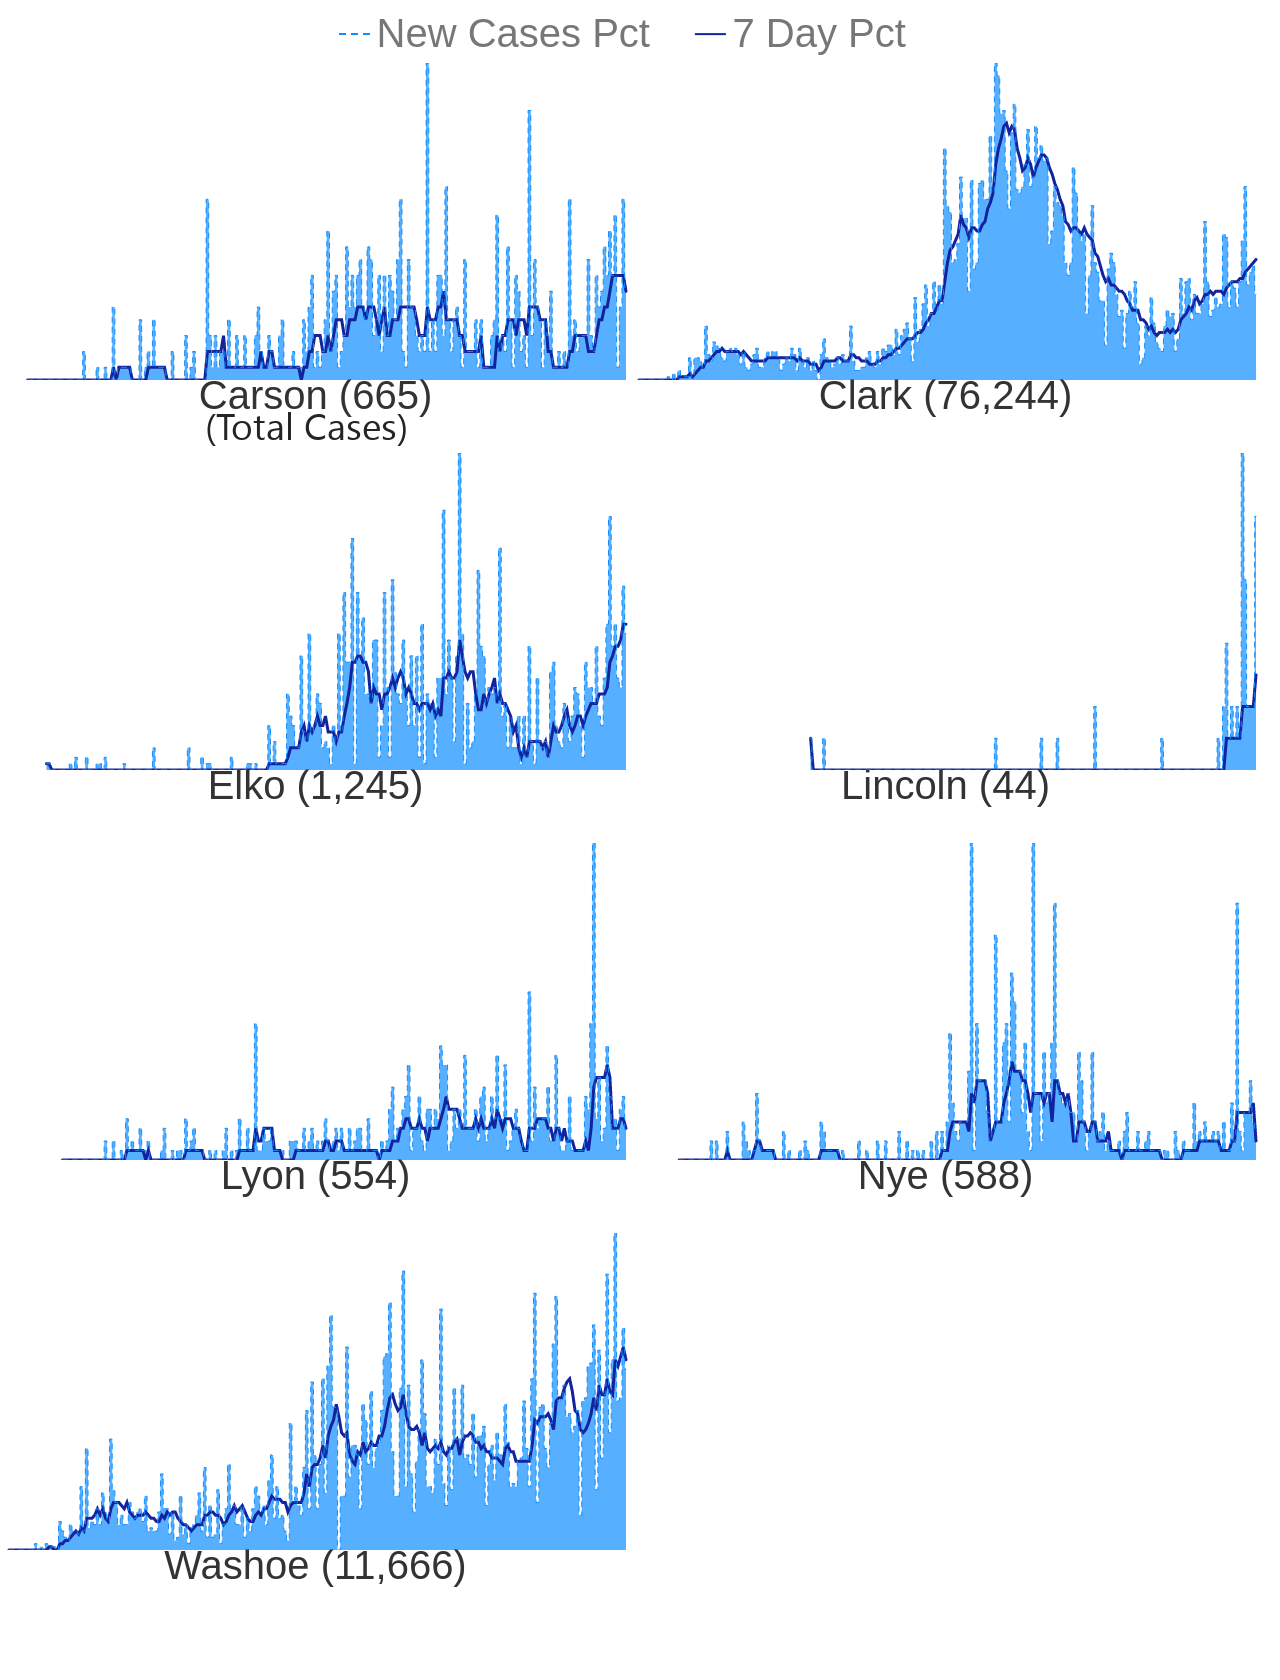 New Cases Pct 7 Day Pct
Carson (665) Clark (76,244)
(Total Cases)
Elko (1,245) Lincoln (44)
Lyon (554) Nye (588)
Washoe (11,666)